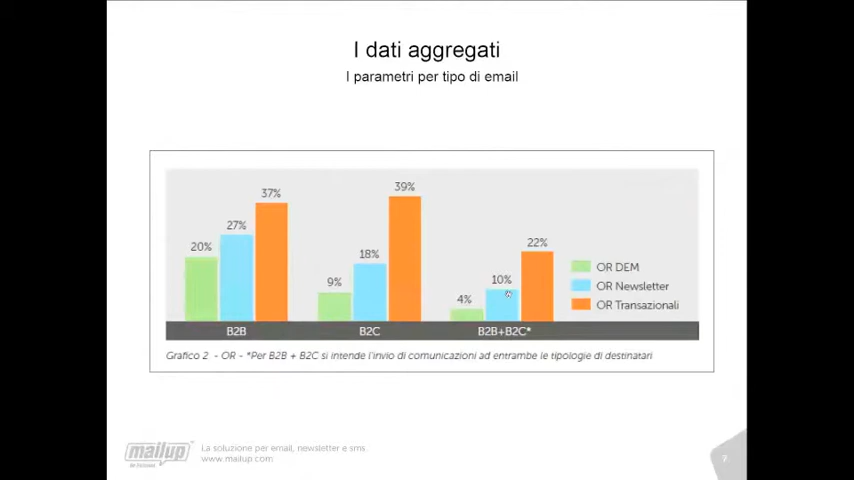 I dati aggregati
I parametri per tipo di email
37%
39%
27%
20%
18%
9%
22%
10%
4%
OR DEM
OR Newsletter
OR Transazionali
B2B
B2C
B2B+B2C*
Grafico 2 - OR - *Per B2B + B2C si intende l'invio di comunicazioni ad entrambe le tipologie di destinatari
mailup
La soluzione per email, newsletter e sms
www.mailup.com